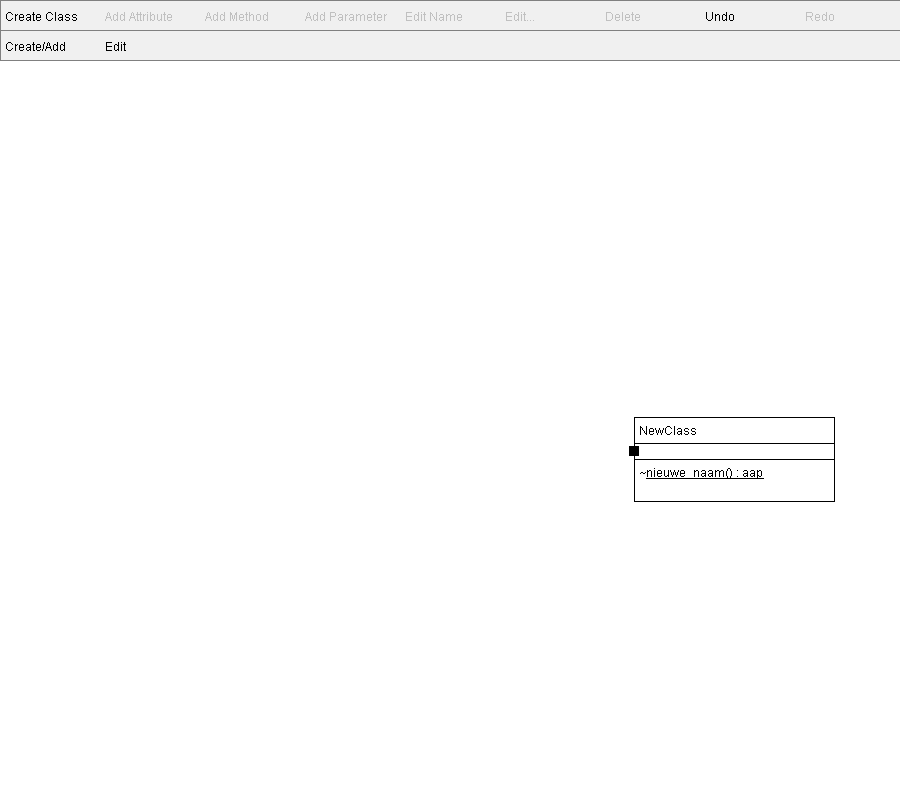 Create Class Add Attribute Add Method Add Parameter Edit Name Edit... Delete Undo Redo
Create/Add Edit
NewClass
~nieuwe_naam() : aap